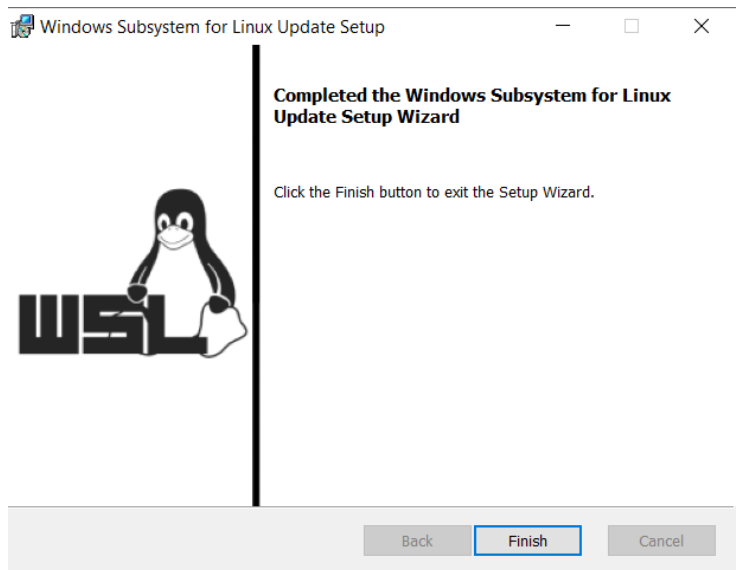 Windows Subsystem for Linux Update Setup
Completed the Windows Subsystem for Linux
Update Setup Wizard
Click the Finish button to exit the Setup Wizard.
WSL
Back
Finish
Cancel